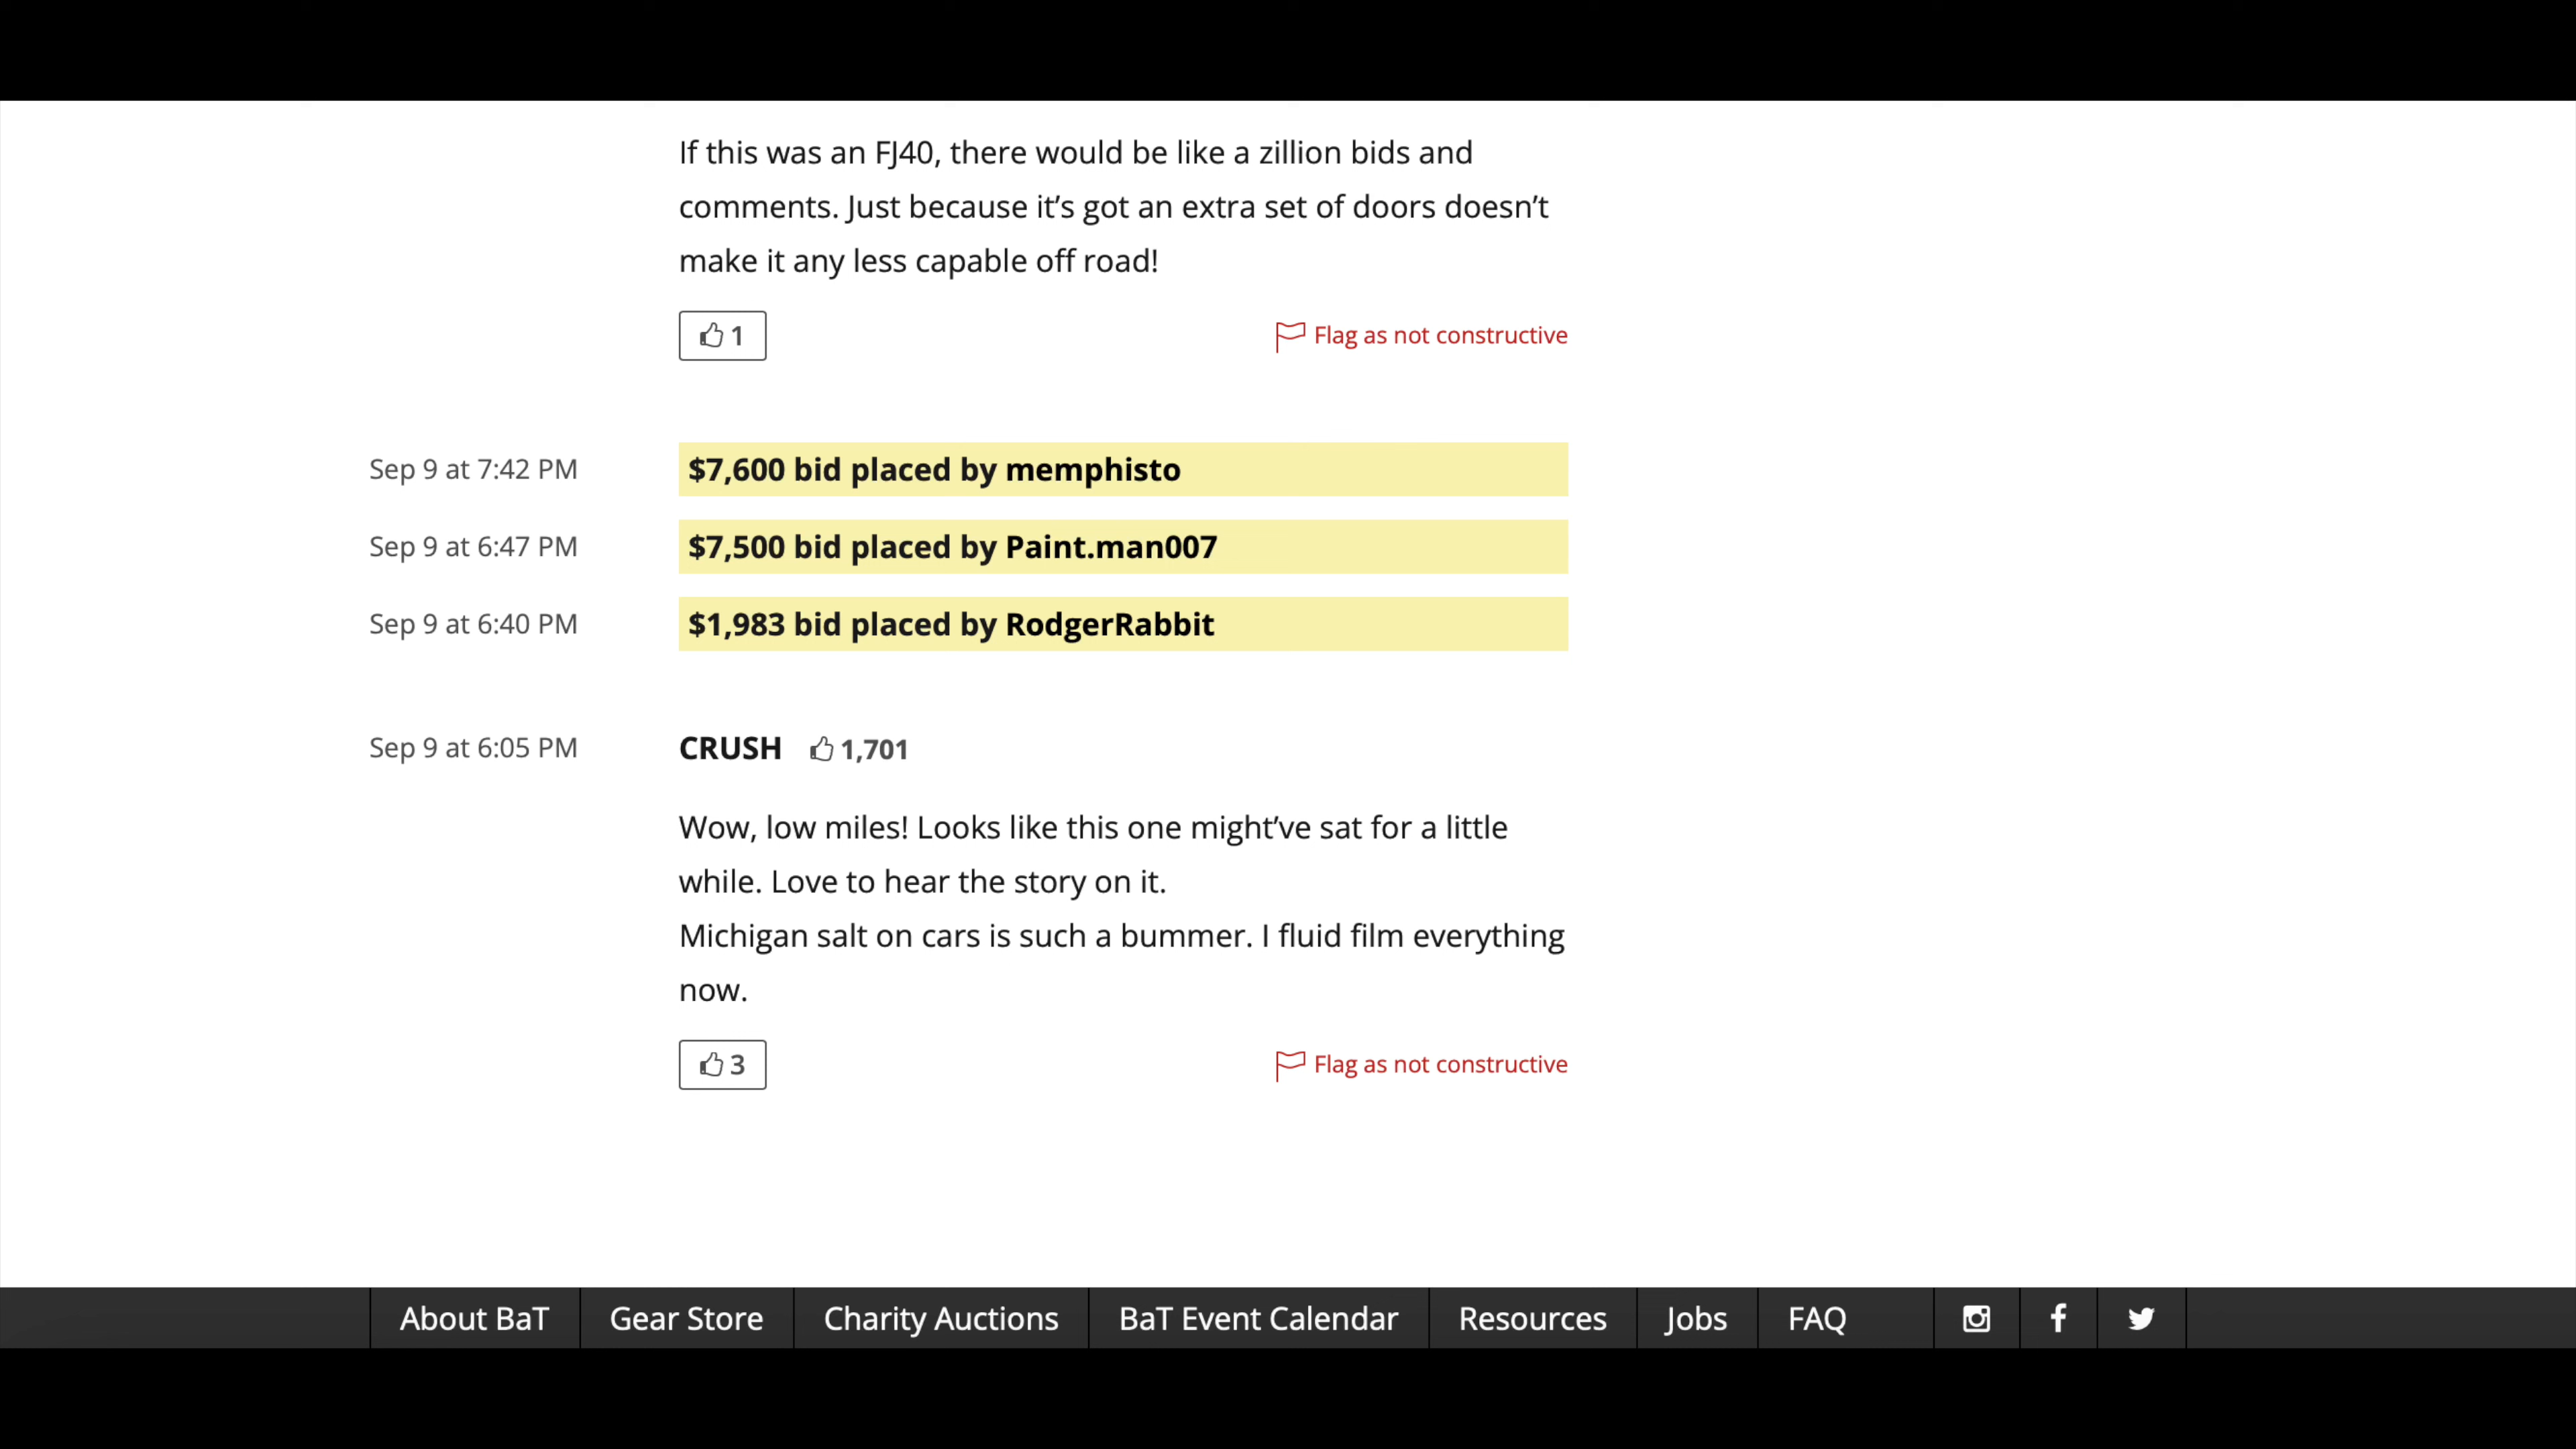 If this was an FJ40, there would be like a zillion bids and
comments. Just because it’s got an extra set of doors doesn’t
make it any less capable off road!
1 Flag as not constructive
Sep 9 at 7:42 PM $7,600 bid placed by memphisto
Sep 9 at 6:47 PM $7,500 bid placed by Paint.man007
Sep 9 at 6:40 PM $1,983 bid placed by RodgerRabbit
Sep 9 at 6:05 PM CRUSH 1,701
Wow, low miles! Looks like this one might’ve sat for a little
while. Love to hear the story on it.
Michigan salt on cars is such a bummer. I fluid film everything
now.
3 Flag as not constructive
About BaT Gear Store Charity Auctions BaT Event Calendar Resources Jobs FAQ